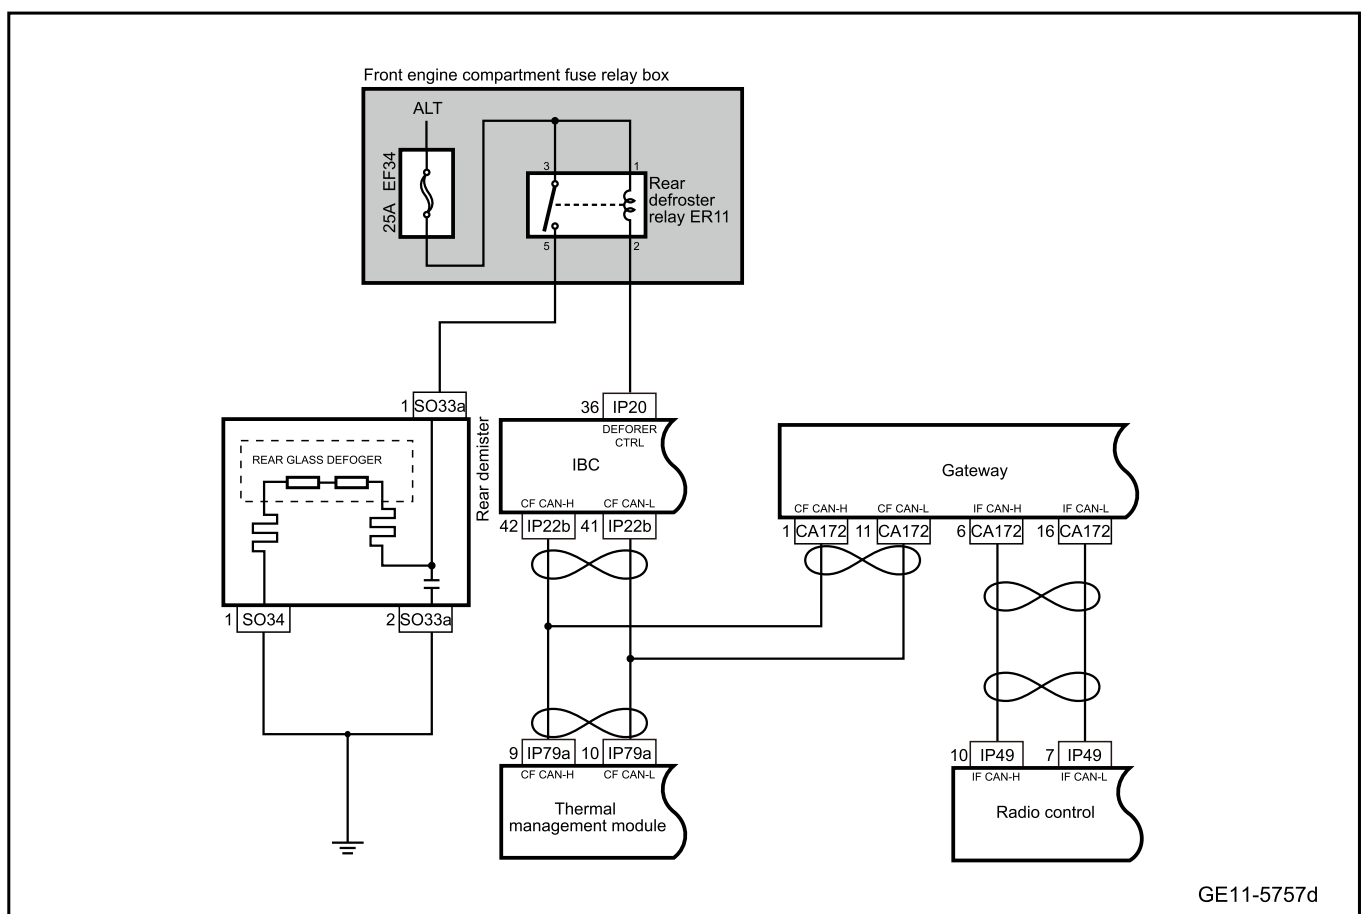 Front engine compartment fuse relay box
ALT
25A EF34
3
1
Rear
defroster
relay ER11
5
2
1 SO33a
36 IP20
Rear demister
REAR GLASS DEFOGER
DEFORER
CTRL
IBC
Gateway
CF CAN-H
CF CAN-L
42 IP22b
41 IP22b
CF CAN-H
CF CAN-L
IF CAN-H
IF CAN-L
1 CA172
11 CA172
6 CA172
16 CA172
1 SO34
2 SO33a
9 IP79a
10 IP79a
10 IP49
7 IP49
CF CAN-H
CF CAN-L
IF CAN-H
IF CAN-L
Thermal
management module
Radio control
GE11-5757d